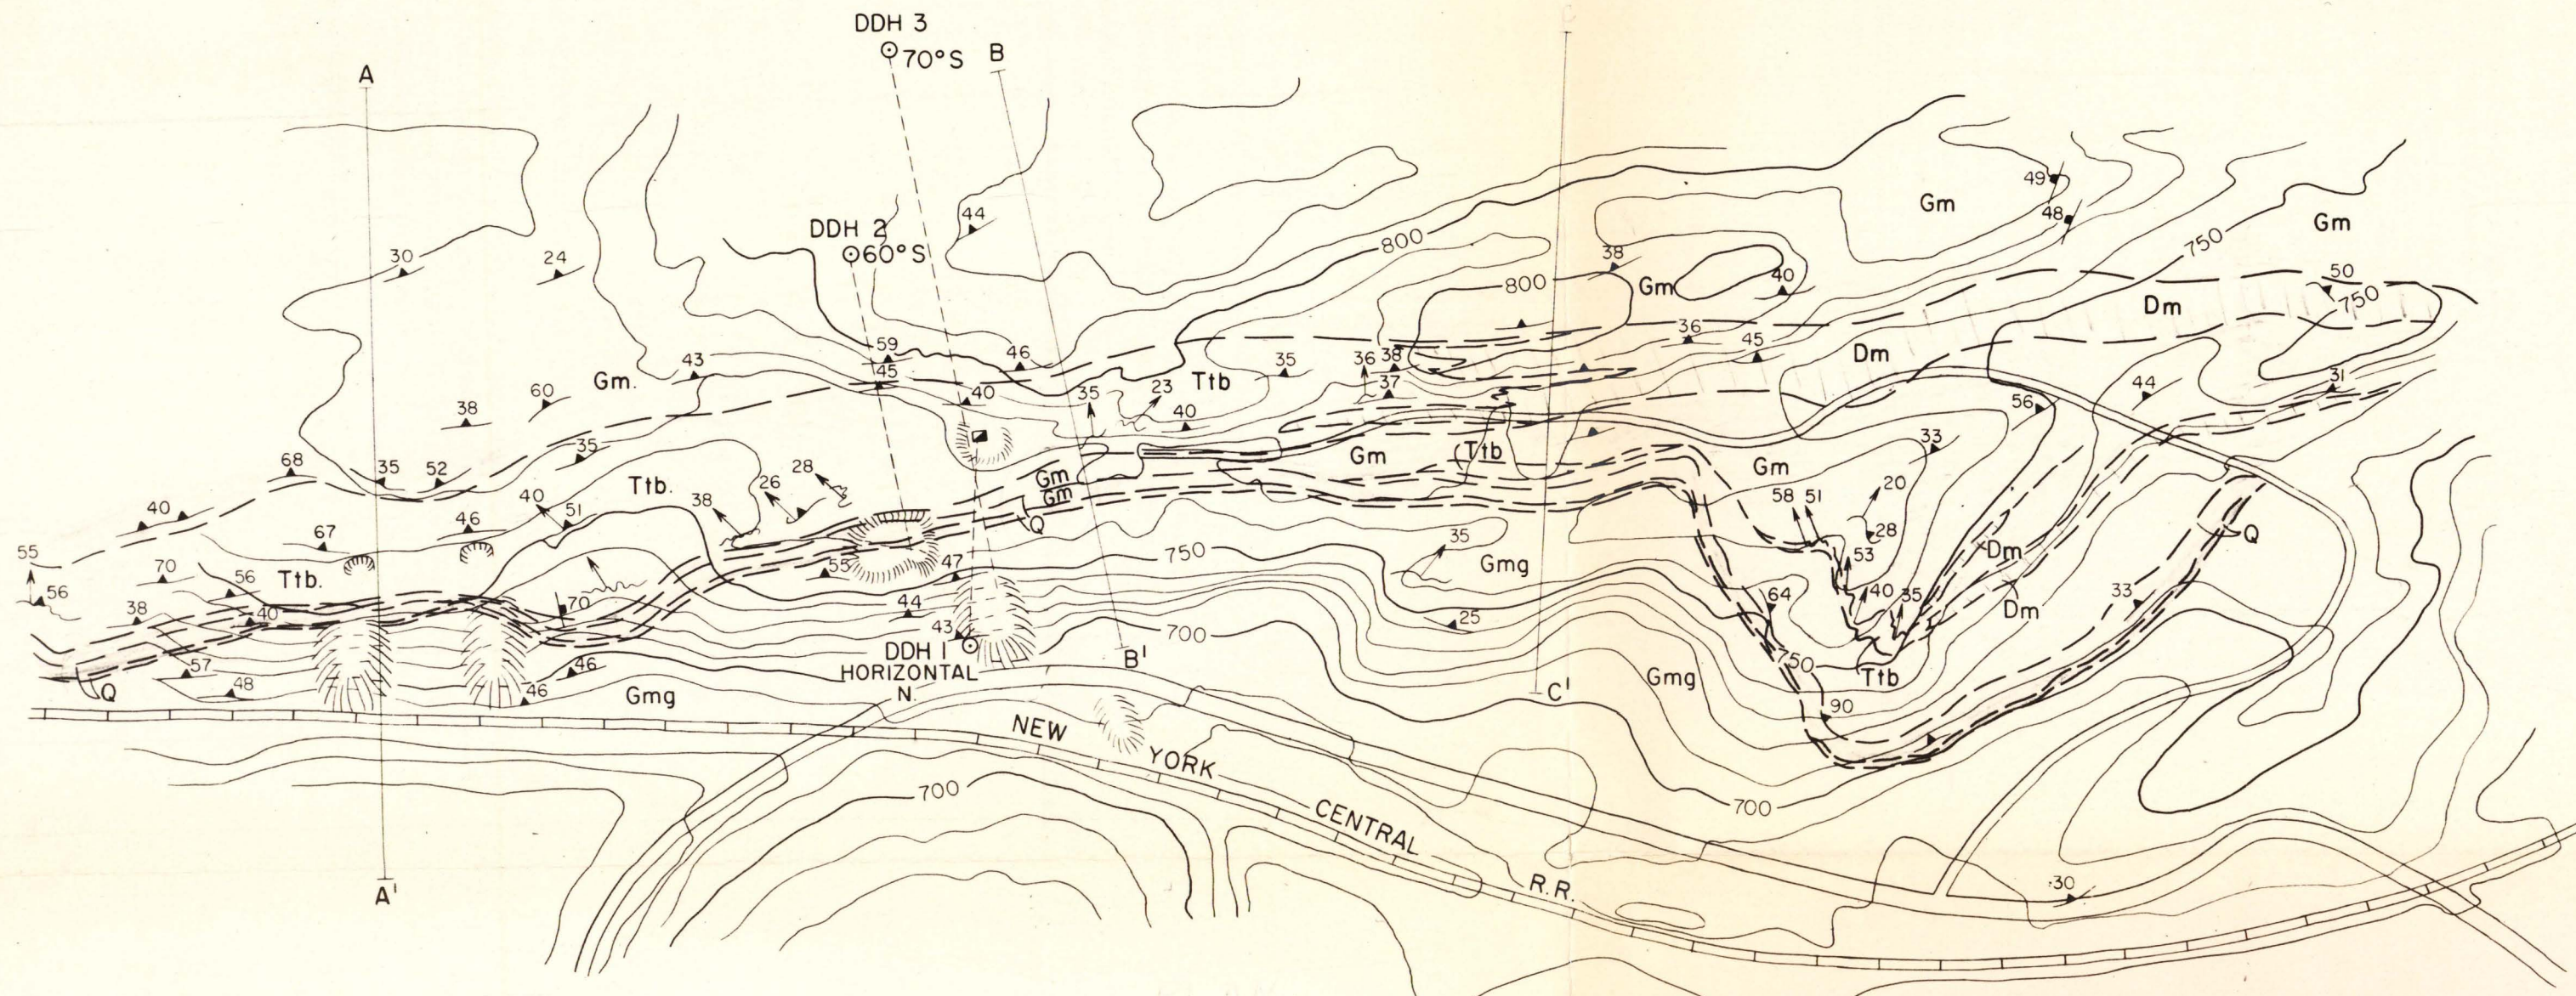 DDH 3
70°S
B
A
49
Gm
48
44
Gm
DDH 2
60°S
800
750
30
24
38
Gm
40
50
800
Dm
750
59
36
46
45
Dm
43
45
36
38
35
Gm.
Ttb
40
37
31
60
35
23
44
38
40
56
35
33
Ttb
68
35
52
28
Gm
Gm
Ttb.
26
Gm
20
40
40
38
58
51
51
46
Q
28
Q
67
35
750
Dm
53
55
Gmg
47
55
70
56
Ttb.
64
40
35
33
Dm
56
70
44
38
40
25
43
700
DDH 1
HORIZONTAL
N.
B'
750
57
46
Ttb
Gmg
Q
48
46
Gmg
C'
90
NEW
YORK
CENTRAL
R.R.
700
700
30
A'